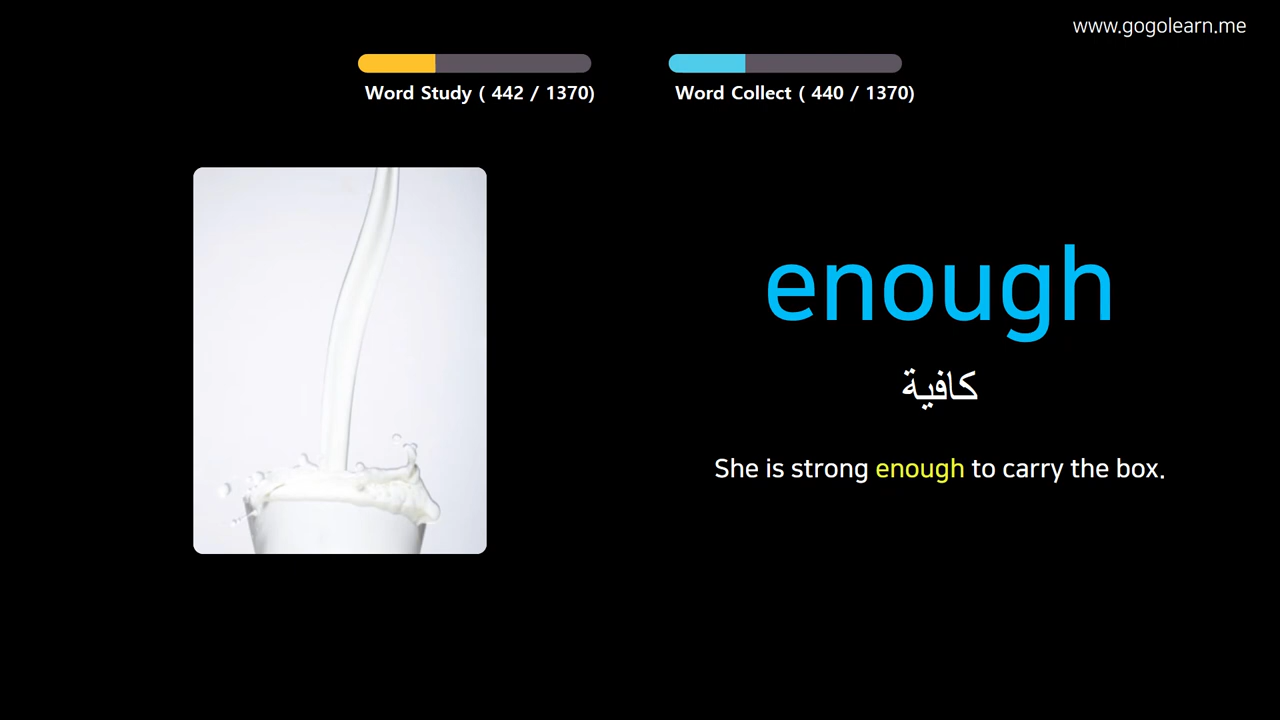 www.gogolearn.me
Word Study ( 442 / 1370)
Word Collect ( 440 / 1370)
enough
كافية
She is strong enough to carry the box.